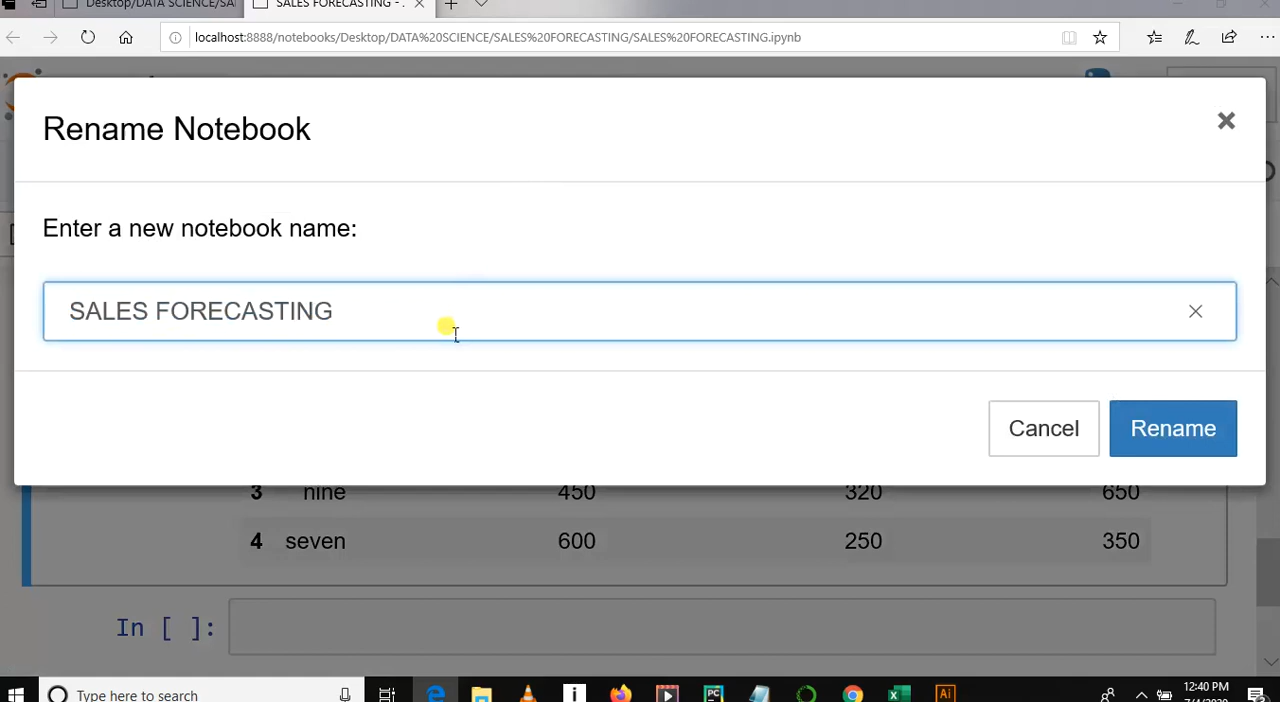 Desktop/DATA SCIENCE/SA
SALES FORECASTING - .
localhost:8888/notebooks/Desktop/DATA%20SCIENCE/SALES%20FORECASTING/SALES%20FORECASTING.ipynb
Rename Notebook
Enter a new notebook name:
SALES FORECASTING
Cancel
Rename
3 nine 450 320 650
4 seven 600 250 350
In [ ]:
Type here to search
12:40 PM